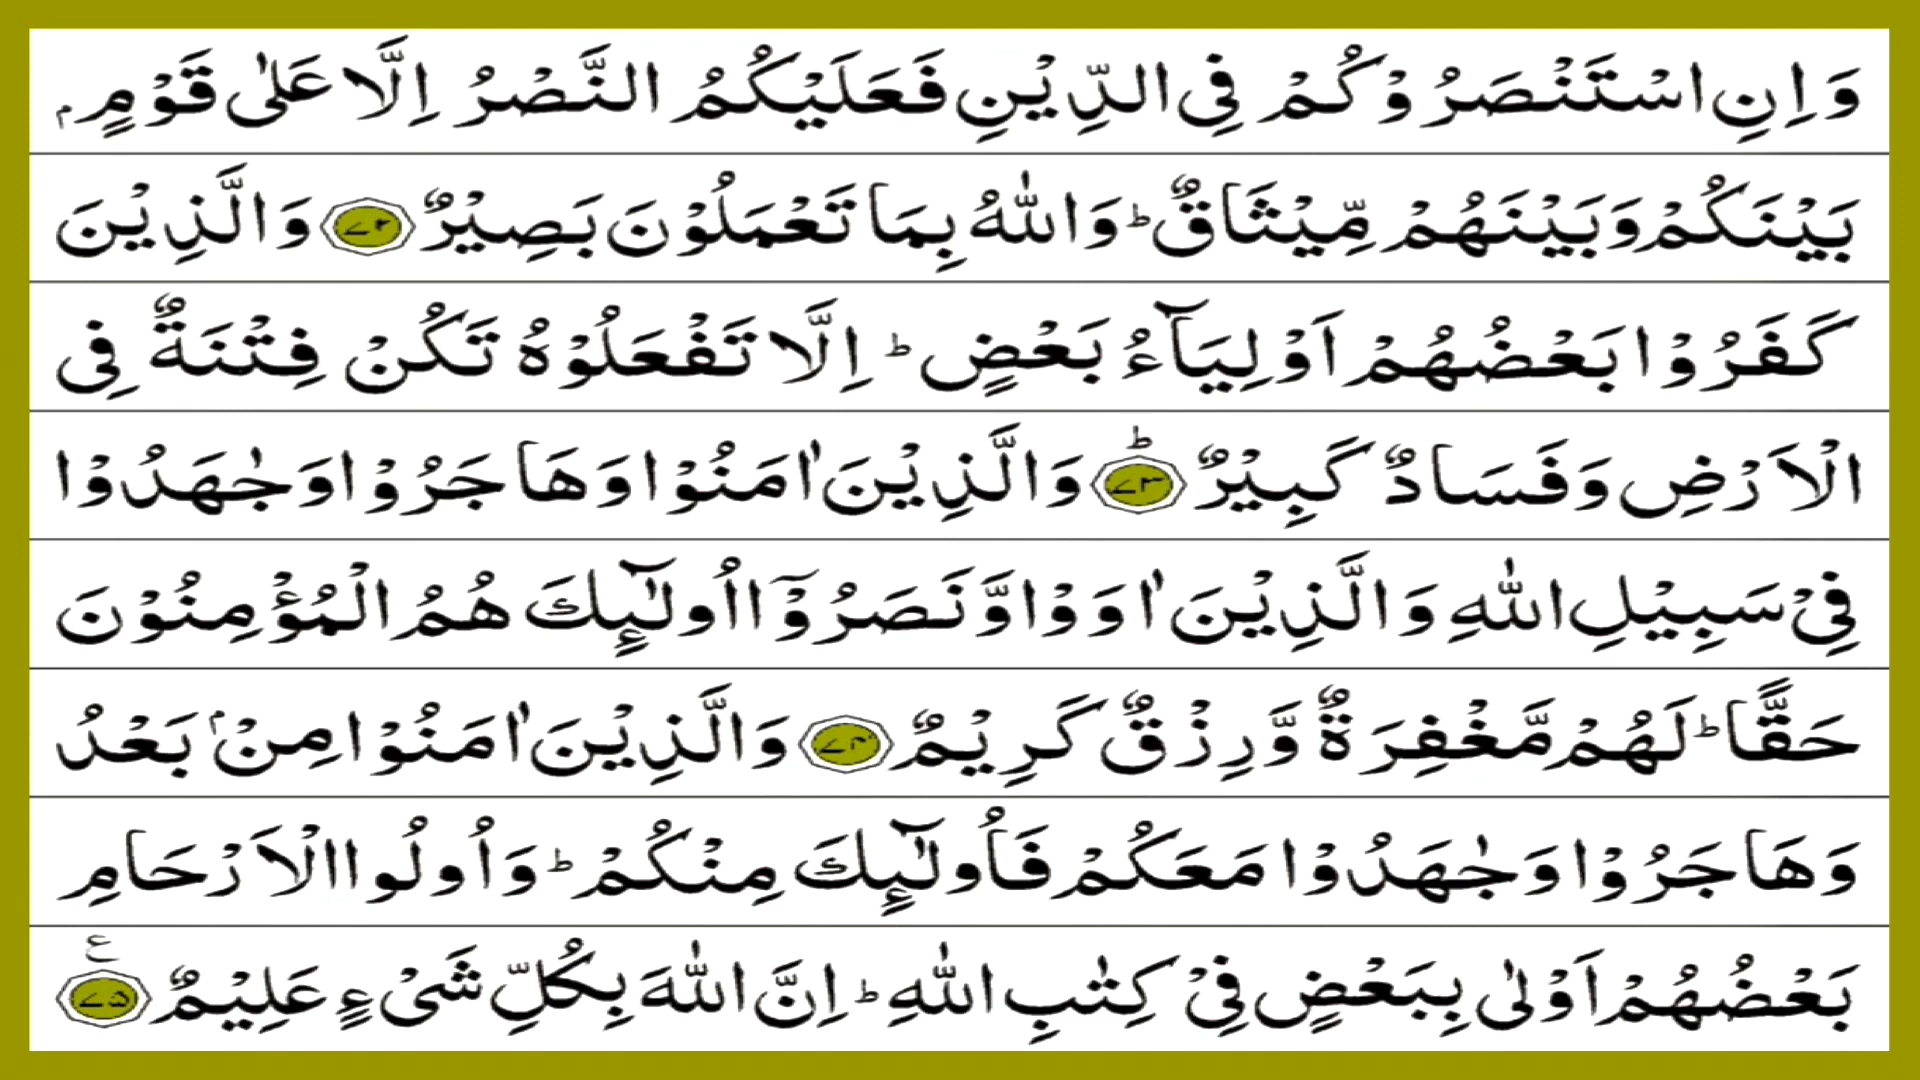 وَاِنِ اسْتَنْصَرُوْكُمْ فِی الدِّیْنِ فَعَلَیْكُمُ النَّصْرُ اِلَّا عَلٰی قَوْمٍۭ
بَیْنَكُمْ وَبَیْنَهُمْ مِّیْثَاقٌ ؕ وَاللّٰهُ بِمَا تَعْمَلُوْنَ بَصِیْرٌ ﴿۷۲﴾ وَالَّذِیْنَ
كَفَرُوْا بَعْضُهُمْ اَوْلِیَآءُ بَعْضٍ ؕ اِلَّا تَفْعَلُوْهُ تَكُنْ فِتْنَةٌ فِی
الْاَرْضِ وَفَسَادٌ كَبِیْرٌ ﴿۷۳﴾ؕ وَالَّذِیْنَ اٰمَنُوْا وَهَاجَرُوْا وَجٰهَدُوْا
فِیْ سَبِیْلِ اللّٰهِ وَالَّذِیْنَ اٰوَوْا وَّنَصَرُوْۤا اُولٰٓئِكَ هُمُ الْمُؤْمِنُوْنَ
حَقًّا ؕ لَهُمْ مَّغْفِرَةٌ وَّرِزْقٌ كَرِیْمٌ ﴿۷۴﴾ وَالَّذِیْنَ اٰمَنُوْا مِنْۢ بَعْدُ
وَهَاجَرُوْا وَجٰهَدُوْا مَعَكُمْ فَاُولٰٓئِكَ مِنْكُمْ ؕ وَاُولُوا الْاَرْحَامِ
بَعْضُهُمْ اَوْلٰی بِبَعْضٍ فِیْ كِتٰبِ اللّٰهِ ؕ اِنَّ اللّٰهَ بِكُلِّ شَیْءٍ عَلِیْمٌ ﴿۷۵﴾ ع